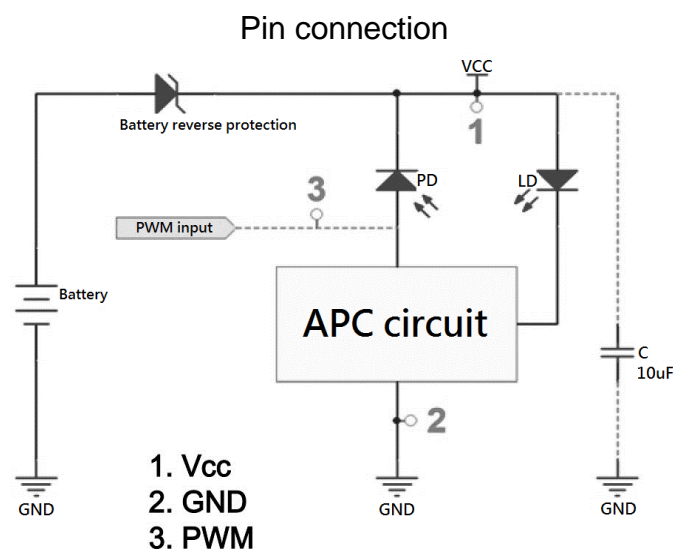 Pin connection
VCC
Battery reverse protection
1
3
PD
LD
PWM input
Battery
APC circuit
C
10uF
2
1. Vcc
2. GND
3. PWM
GND
GND
GND